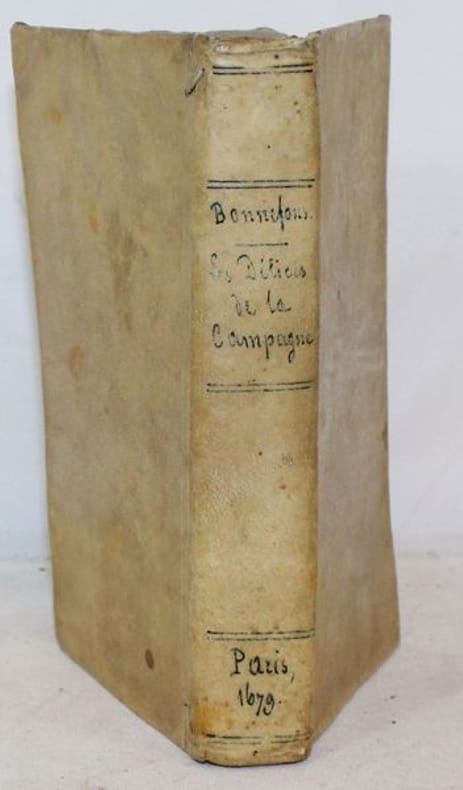 Bonnefons.
Les Délices
de la
Campagne
Paris,
1679.